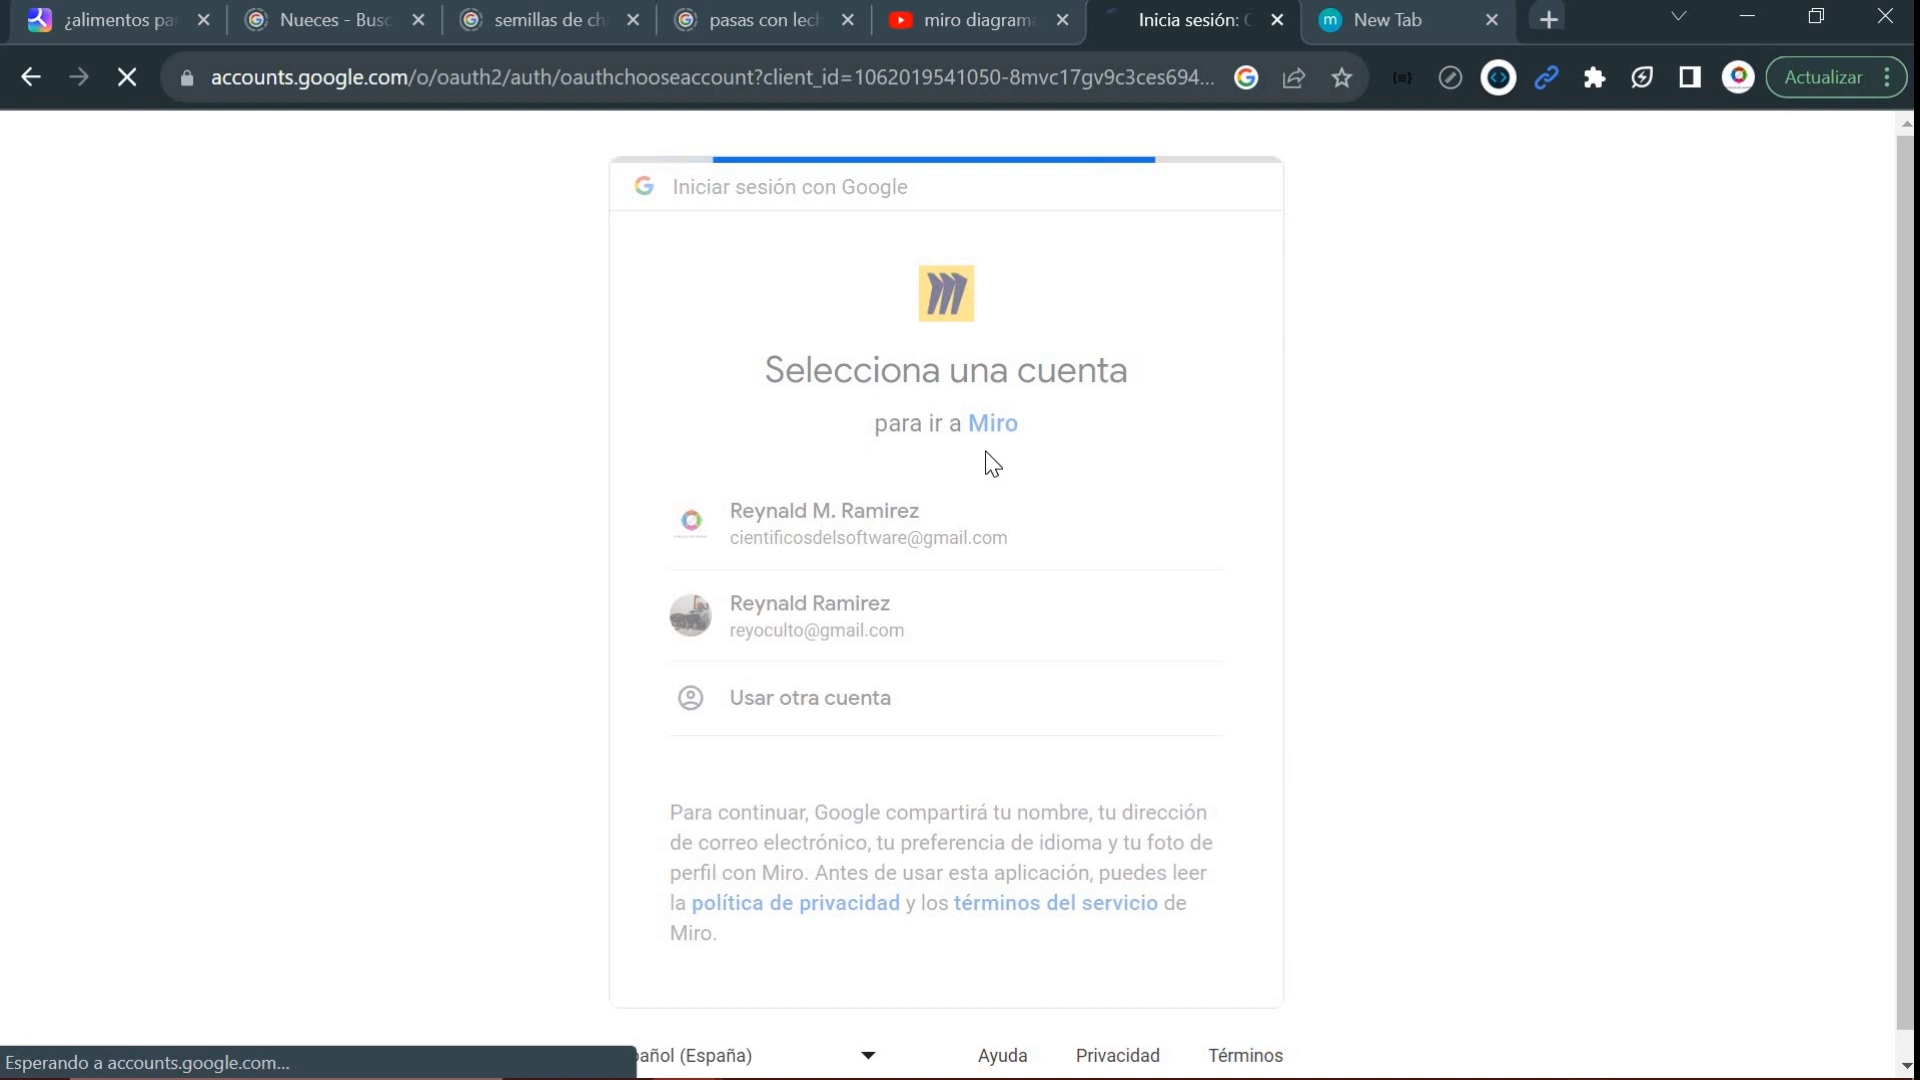 ¿alimentos pa
Nueces - Busc
semillas de ch
pasas con lech
miro diagrama
Inicia sesión: C
m New Tab
accounts.google.com/o/oauth2/auth/oauthchooseaccount?client_id=1062019541050-8mvc17gv9c3ces694...
Actualizar
Iniciar sesión con Google
Selecciona una cuenta
para ir a Miro
Reynald M. Ramirez
cientificosdelsoftware@gmail.com
Reynald Ramirez
reyoculto@gmail.com
Usar otra cuenta
Para continuar, Google compartirá tu nombre, tu dirección
de correo electrónico, tu preferencia de idioma y tu foto de
perfil con Miro. Antes de usar esta aplicación, puedes leer
la política de privacidad y los términos del servicio de
Miro.
Esperando a accounts.google.com...
añol (España)
Ayuda
Privacidad
Términos